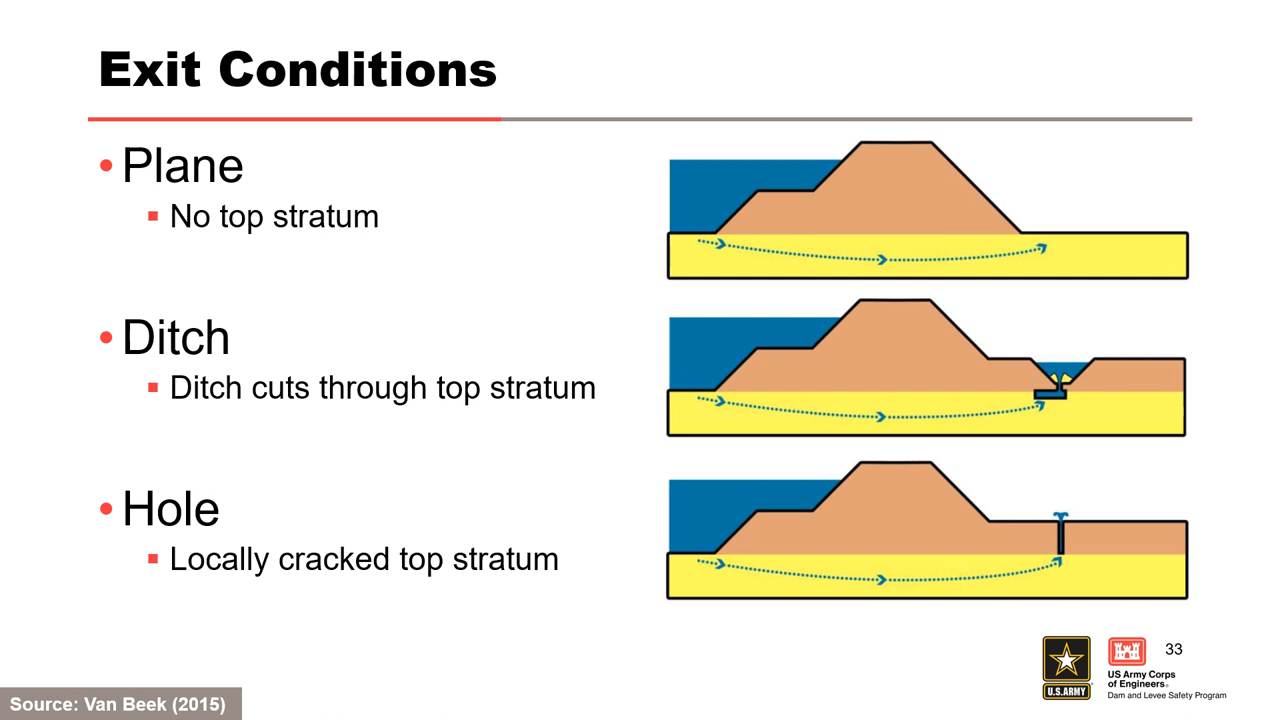 Exit Conditions
• Plane
▪ No top stratum
• Ditch
▪ Ditch cuts through top stratum
• Hole
▪ Locally cracked top stratum
33
U.S. ARMY
US Army Corps
of Engineers®
Dam and Levee Safety Program
Source: Van Beek (2015)